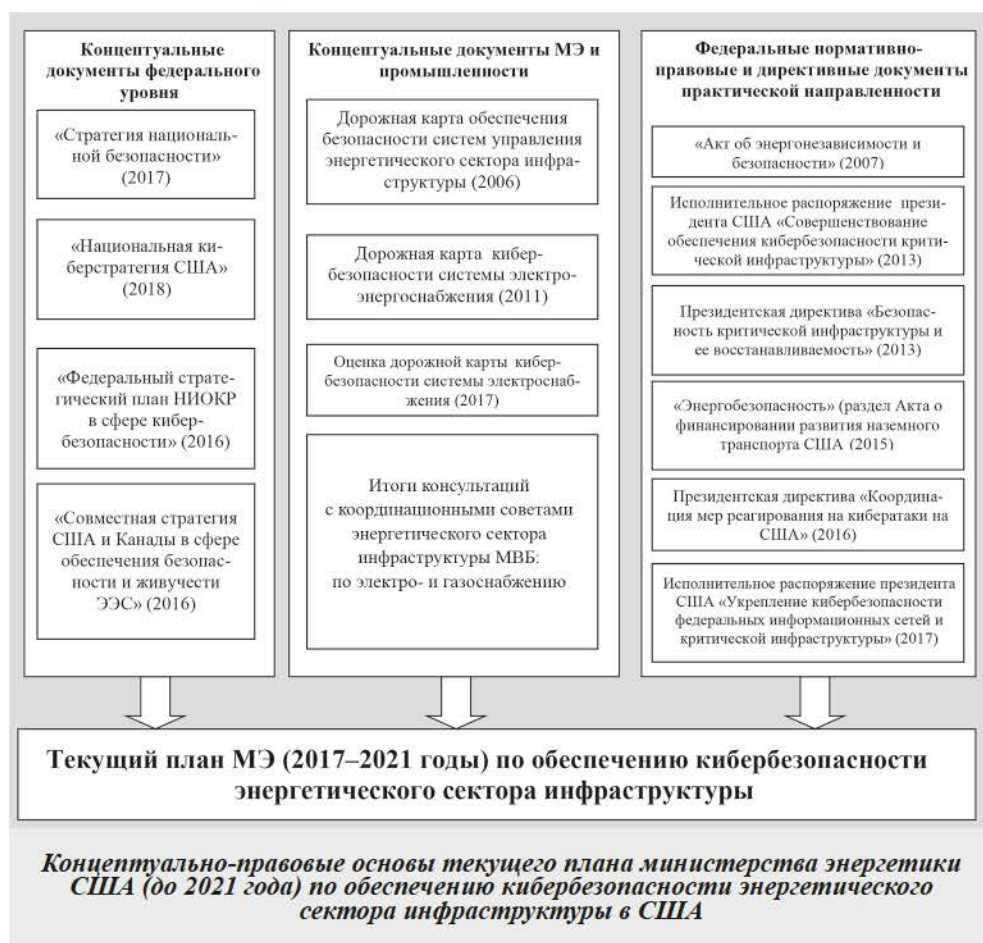 Концептуальные
документы федерального
уровня
«Стратегия националь-
ной безопасности»
(2017)
«Национальная ки-
берстратегия США»
(2018)
«Федеральный страте-
гический план НИОКР
в сфере кибер-
безопасности» (2016)
«Совместная стратегия
США и Канады в сфере
обеспечения безопас-
ности и живучести
ЭЭС» (2016)
Концептуальные документы МЭ и
промышленности
Дорожная карта обеспечения
безопасности систем управления
энергетического сектора инфра-
структуры (2006)
Дорожная карта кибер-
безопасности системы электро-
энергоснабжения (2011)
Оценка дорожной карты кибер-
безопасности системы электроснаб-
жения (2017)
Итоги консультаций
с координационными советами
энергетического сектора
инфраструктуры МВБ:
по электро- и газоснабжению
Федеральные нормативно-
правовые и директивные документы
практической направленности
«Акт об энергонезависимости и
безопасности» (2007)
Исполнительное распоряжение прези-
дента США «Совершенствование
обеспечения кибербезопасности крити-
ческой инфраструктуры» (2013)
Президентская директива «Безопас-
ность критической инфраструктуры и
ее восстанавливаемость» (2013)
«Энергобезопасность» (раздел Акта о
финансировании развития наземного
транспорта США (2015)
Президентская директива «Координа-
ция мер реагирования на кибератаки на
США» (2016)
Исполнительное распоряжение президента
США «Укрепление кибербезопасности
федеральных информационных сетей и
критической инфраструктуры» (2017)
Текущий план МЭ (2017–2021 годы) по обеспечению кибербезопасности
энергетического сектора инфраструктуры
Концептуально-правовые основы текущего плана министерства энергетики
США (до 2021 года) по обеспечению кибербезопасности энергетического
сектора инфраструктуры в США